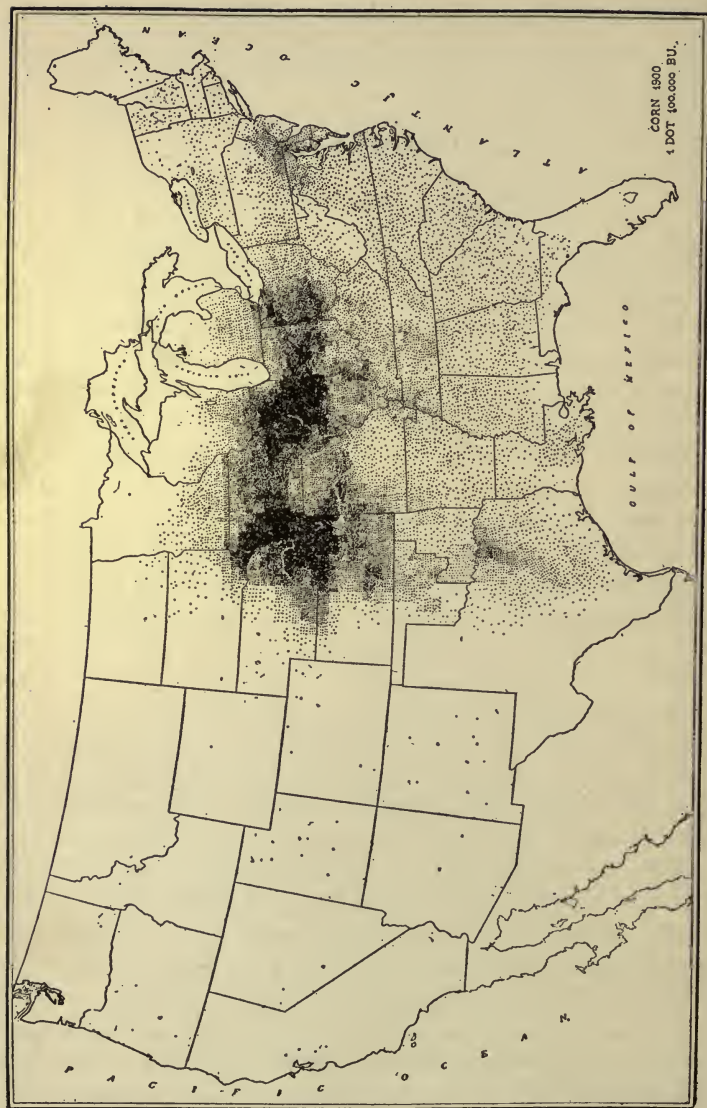 ATLANTIC OCEAN
PACIFIC OCEAN
GULF OF MEXICO
CORN 1900
1 DOT 100.000 BU.